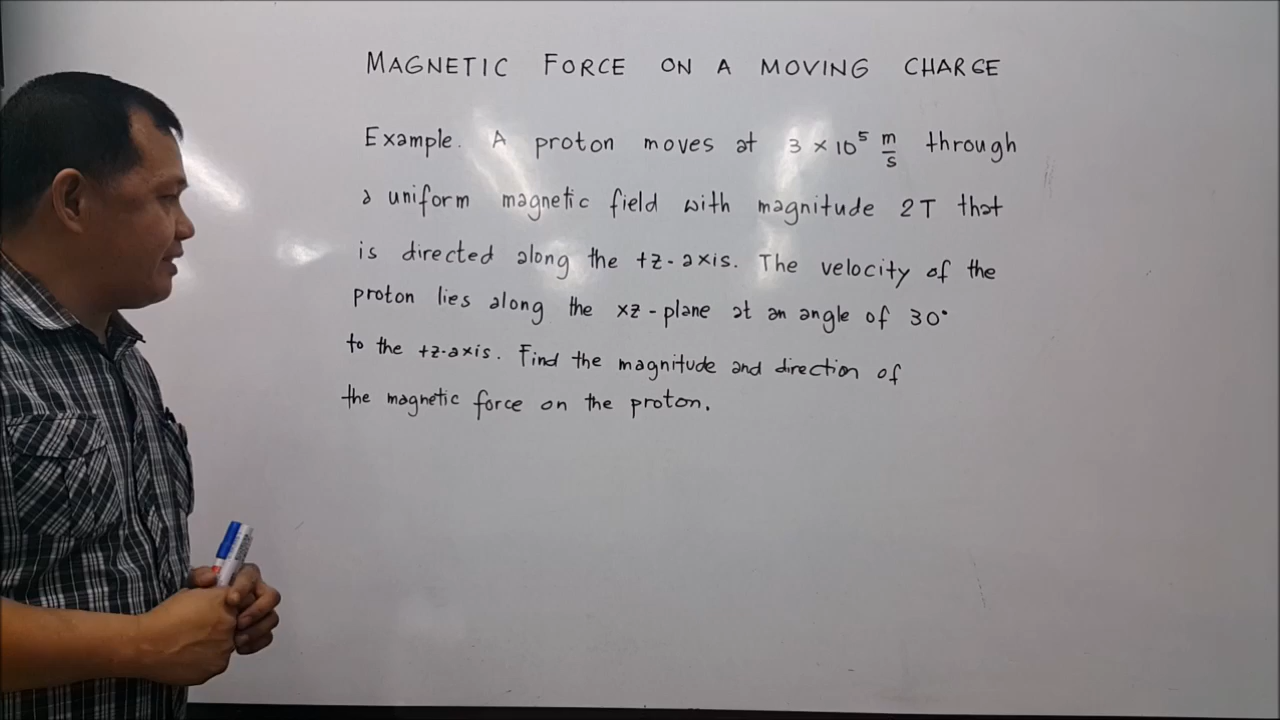 MAGNETIC FORCE ON A MOVING CHARGE
Example. A proton moves at 3 × 10⁵ m/s through
a uniform magnetic field with magnitude 2T that
is directed along the +z-axis. The velocity of the
proton lies along the xz-plane at an angle of 30°
to the +z-axis. Find the magnitude and direction of
the magnetic force on the proton.